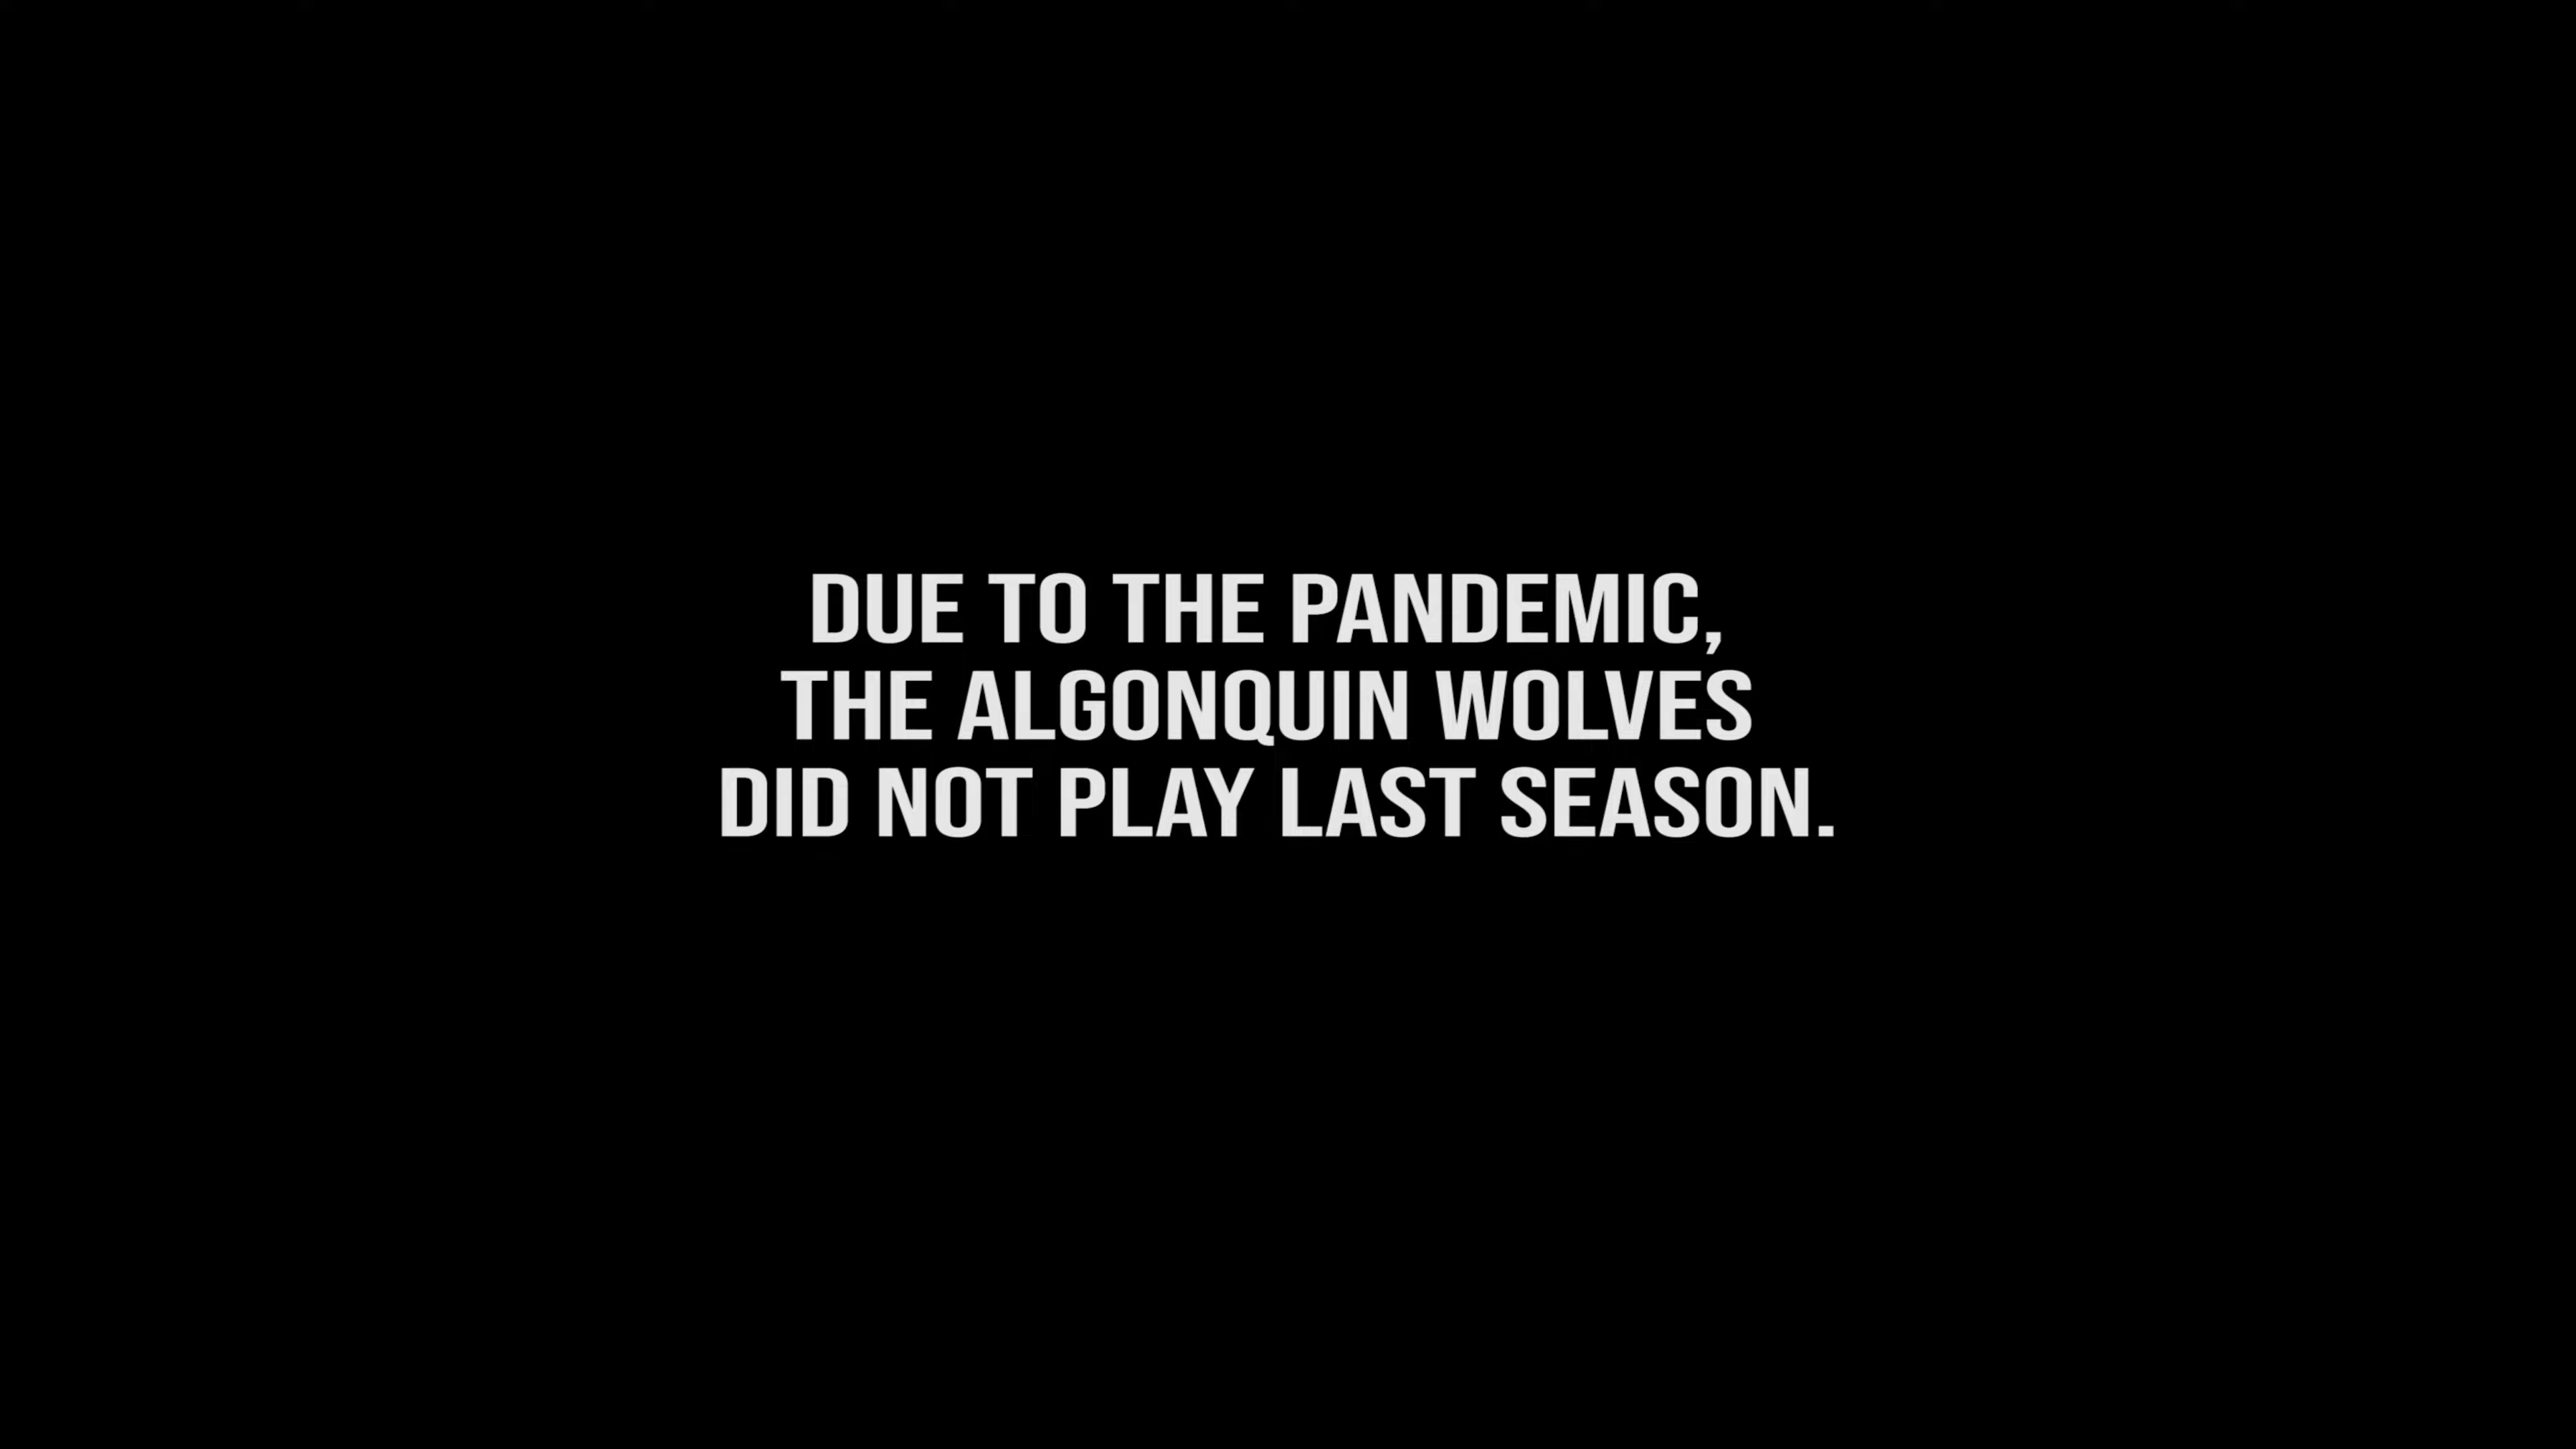 DUE TO THE PANDEMIC,
THE ALGONQUIN WOLVES
DID NOT PLAY LAST SEASON.